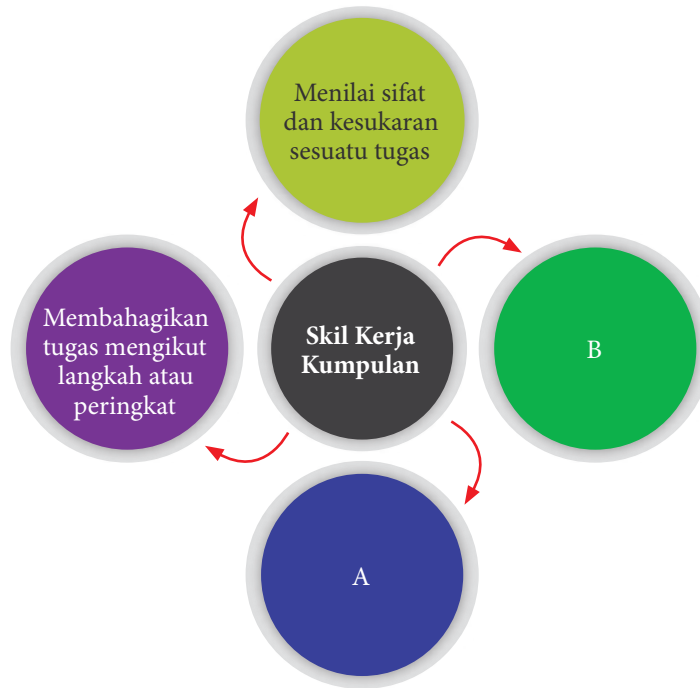 Menilai sifat
dan kesukaran
sesuatu tugas
Membahagikan
tugas mengikut
langkah atau
peringkat
Skil Kerja
Kumpulan
B
A